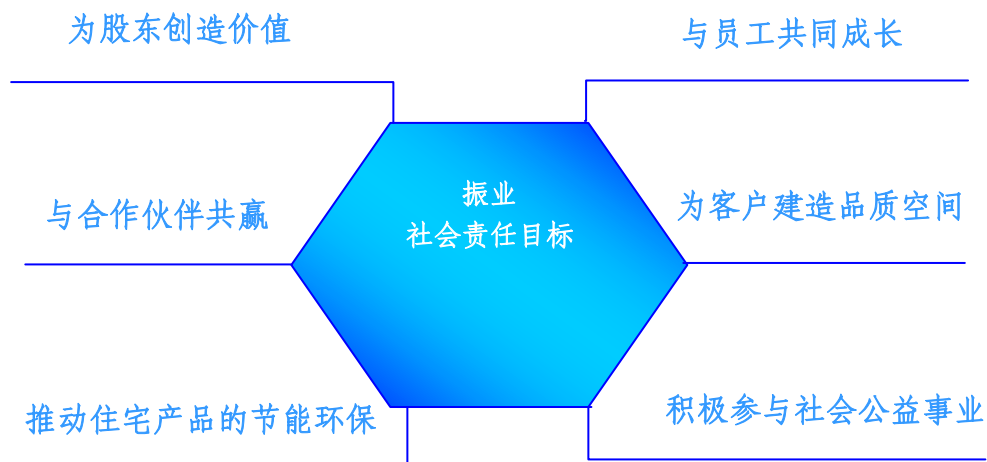 为股东创造价值
与员工共同成长
振业
社会责任目标
与合作伙伴共赢
为客户建造品质空间
推动住宅产品的节能环保
积极参与社会公益事业